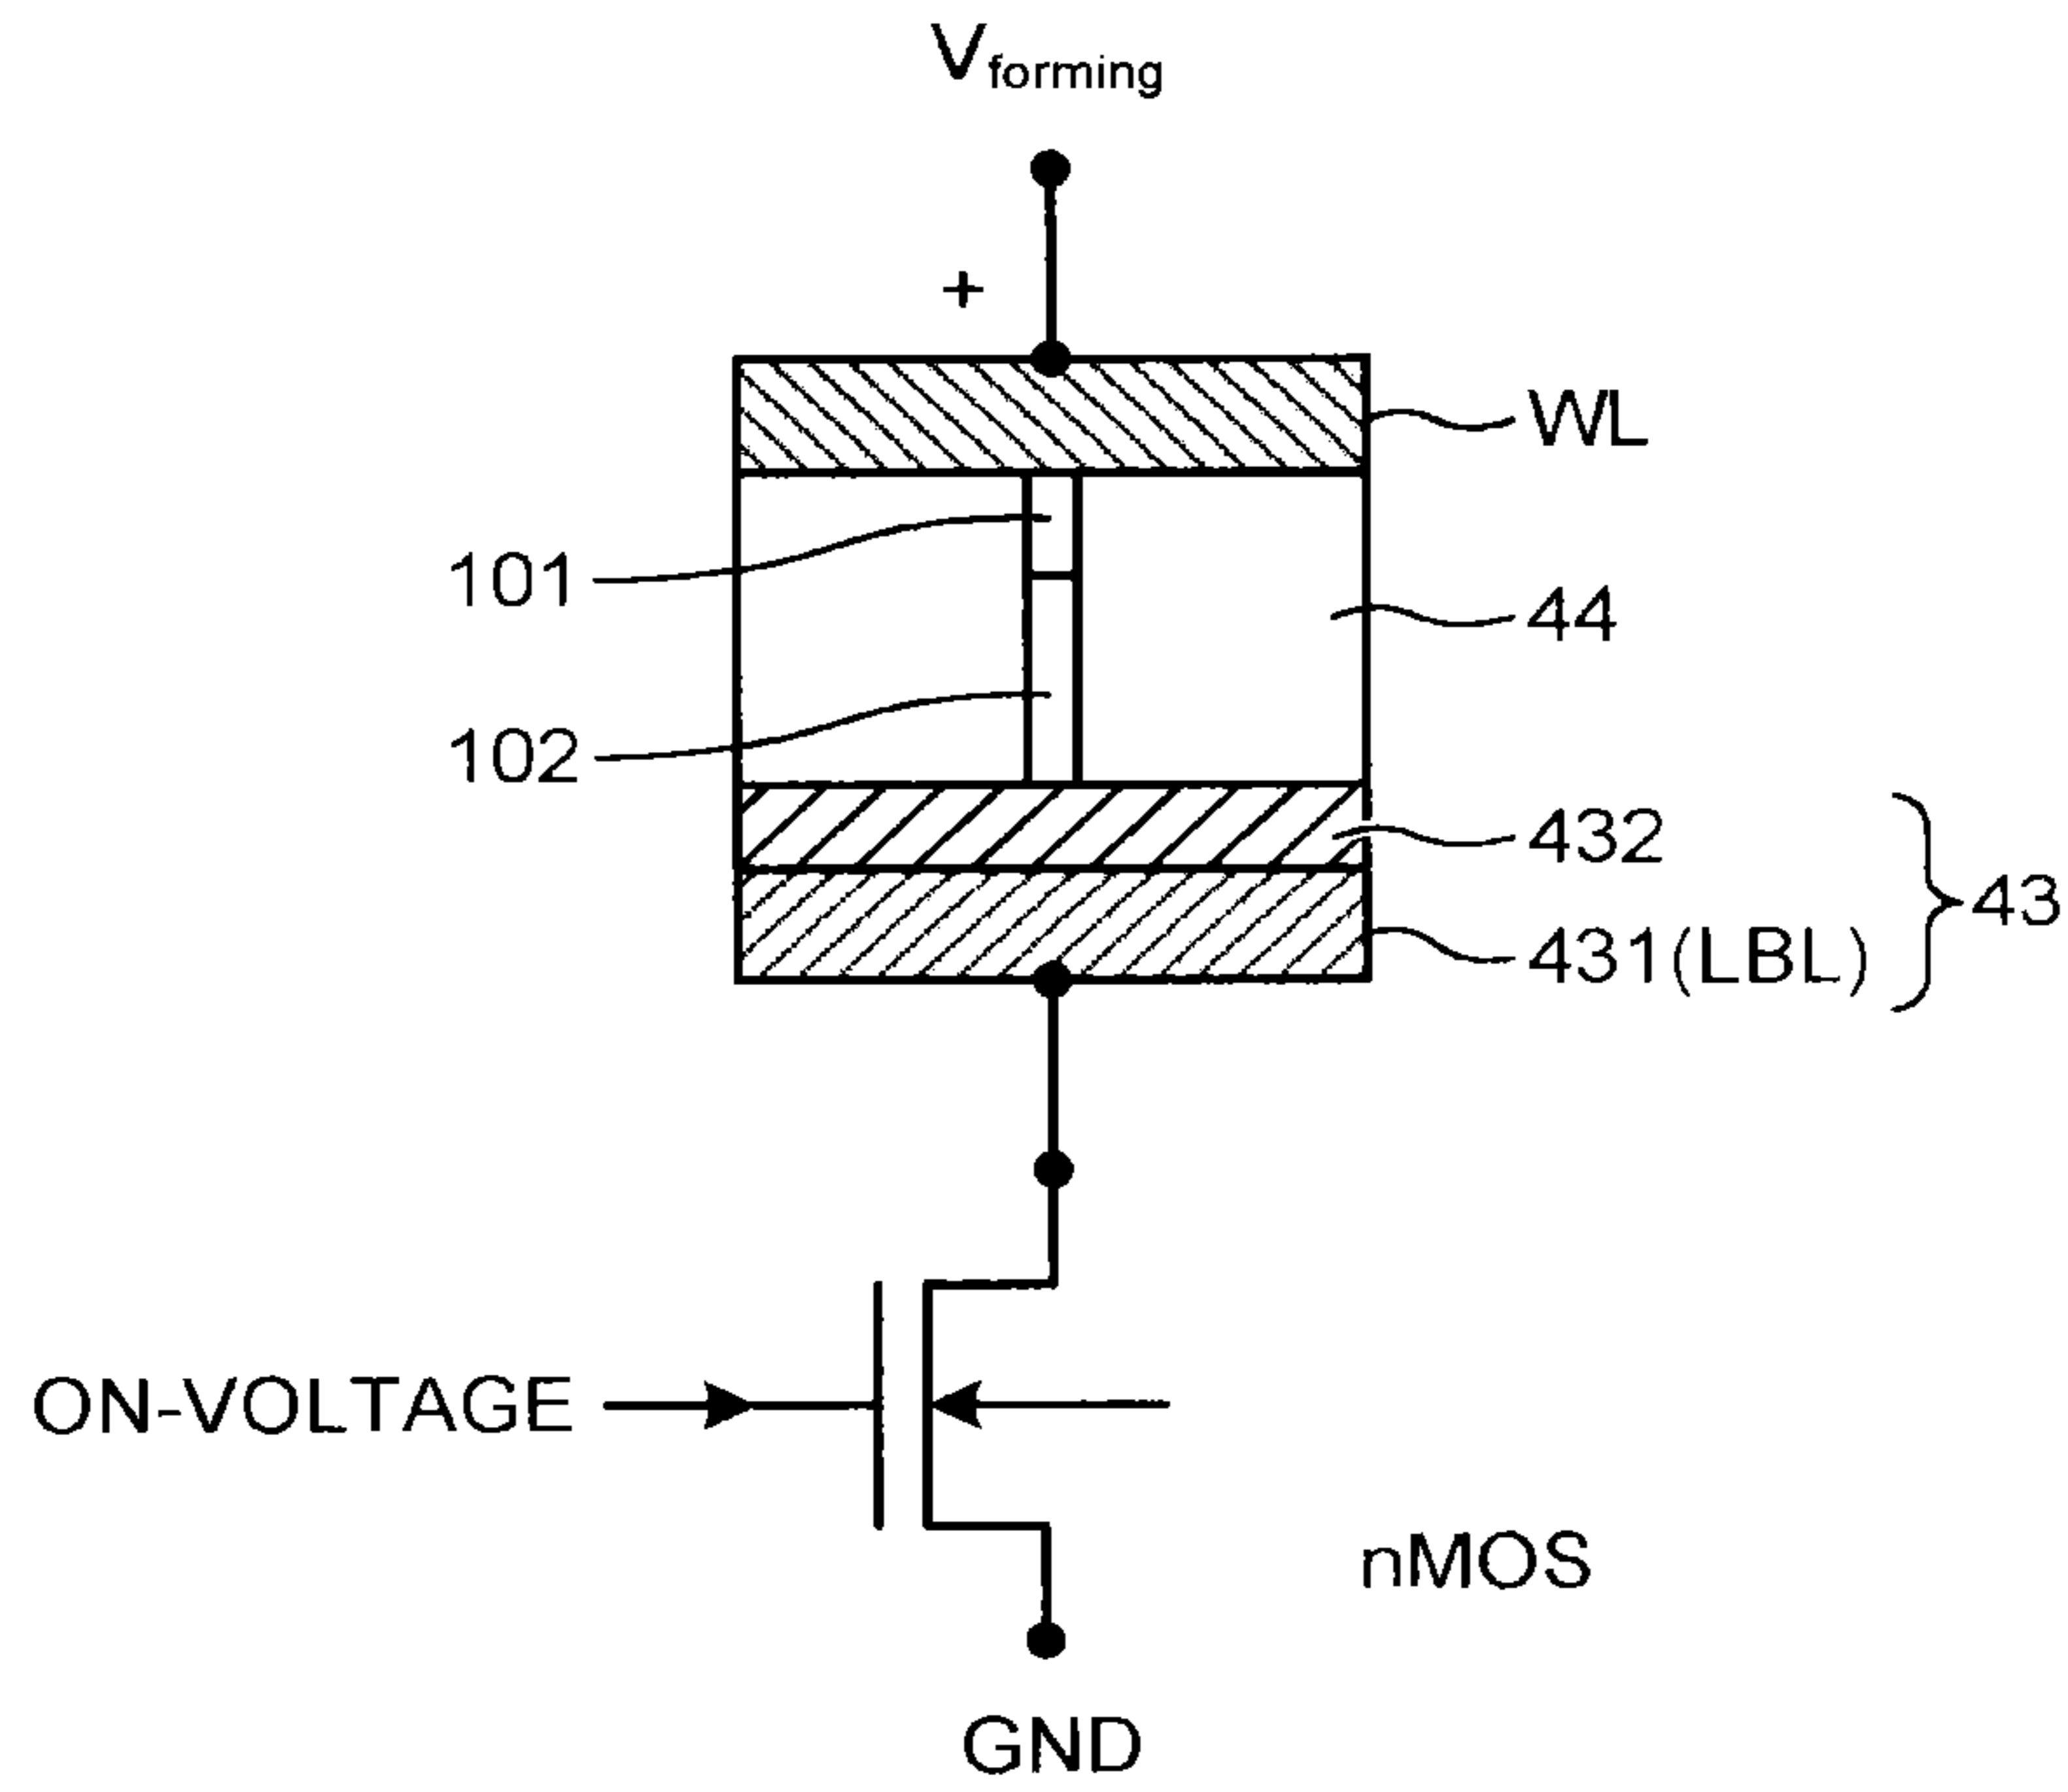 Vforming
+
WL
101
44
102
432
43
431(LBL)
ON-VOLTAGE
nMOS
GND